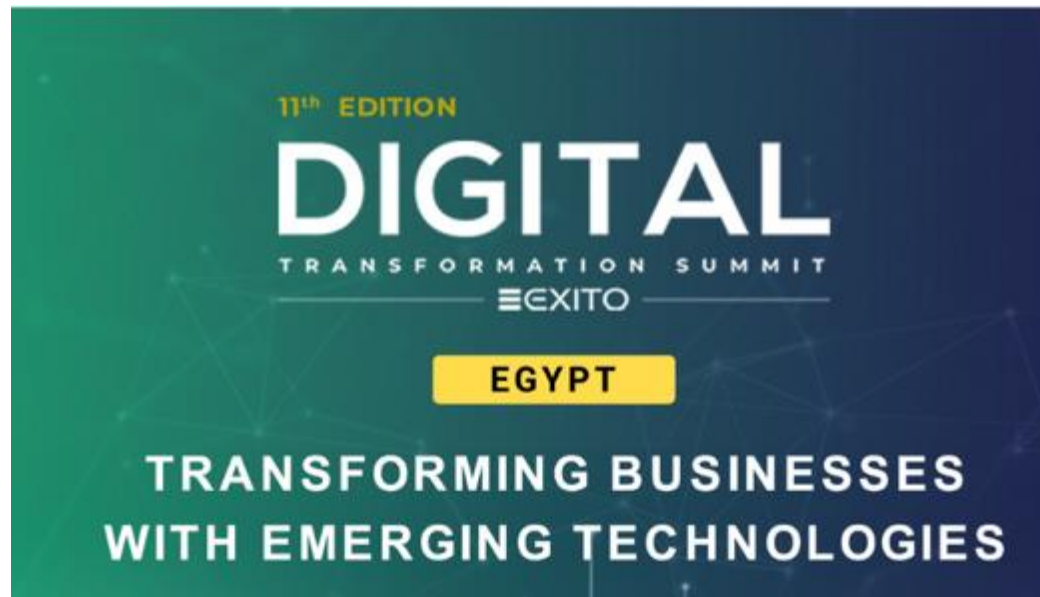 11th EDITION
DIGITAL
TRANSFORMATION SUMMIT
EXITO
EGYPT
TRANSFORMING BUSINESSES
WITH EMERGING TECHNOLOGIES